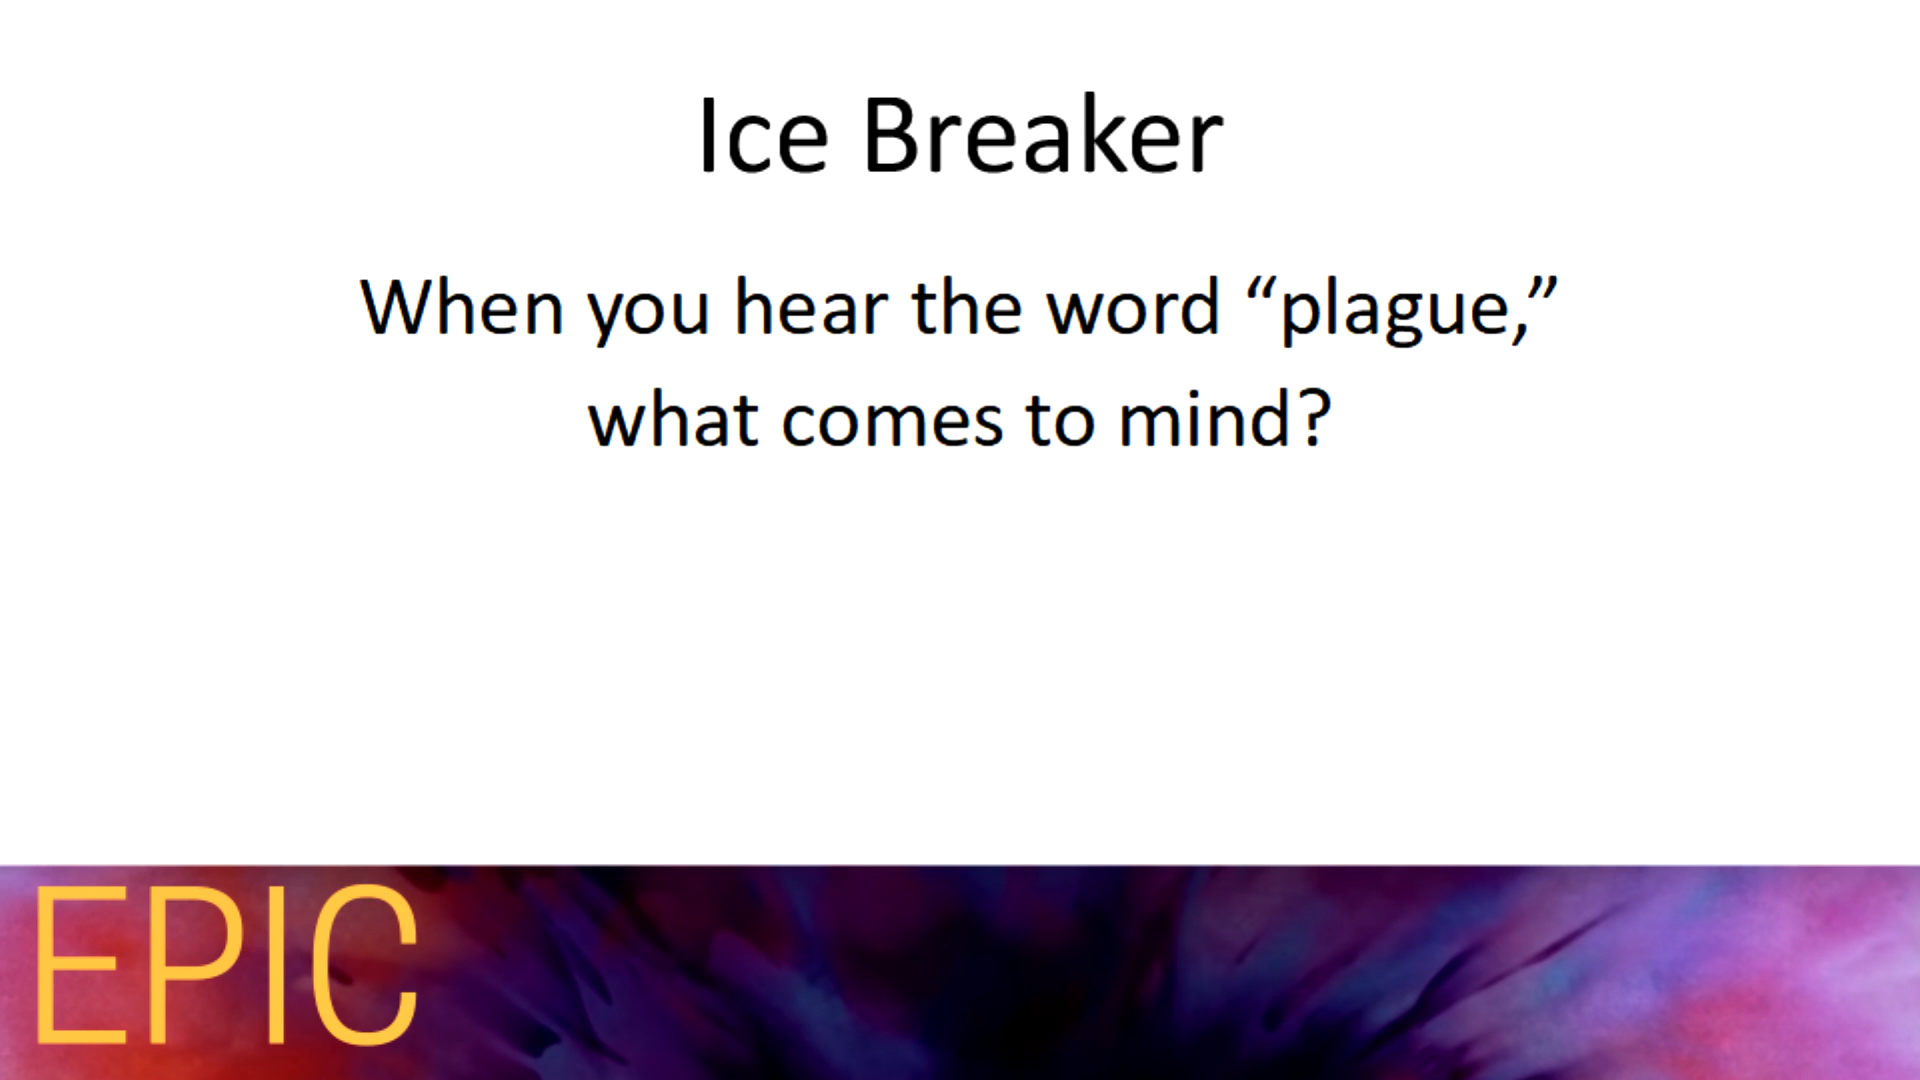 Ice Breaker
When you hear the word “plague,”
what comes to mind?
EPIC